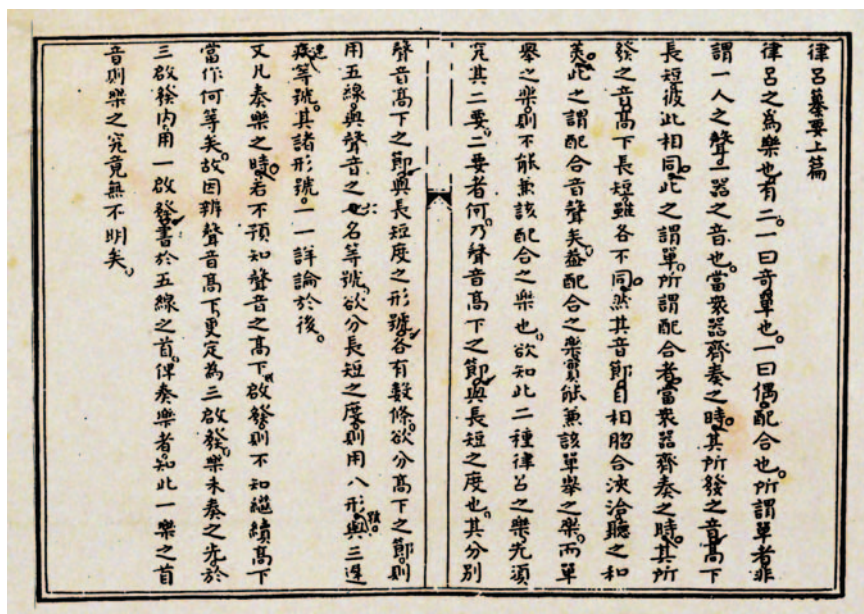 律呂纂要上篇
律呂之為樂也有二。一曰奇單也。一曰偶配合也。所謂單者非
謂一人之聲一器之音也。當衆器齊奏之時。其所發之音高下
長短彼此相同。此之謂單。所謂配合者。當衆器齊奏之時。其所
發之音高下長短。雖各不同。然其音節自相脗合浹洽聽之和
美。此之謂配合音聲矣。葢配合之樂。實能兼該單舉之樂。而單
舉之樂。則不能兼該配合之樂也。欲知此二種律呂之樂。先須
究其二要。二要者何。乃聲音高下之節。與長短之度也。其分別
聲音高下之節。與長短度之形號。各有數條。欲分高下之節。則
用五線。與聲音之七名等號。欲分長短之度。則用八形號。與三遲
速等號。其諸形號。一一詳論於後。
又凡奏樂之時。若不預知聲音之高下啟發。則不知繼續高下
當作何等矣。故因辨聲音高下。更定為三啟發。樂未奏之先。於
三啟發內。用一啟發。書於五線之首。俾奏樂者。知此一樂之首
音。則樂之究竟無不明矣。